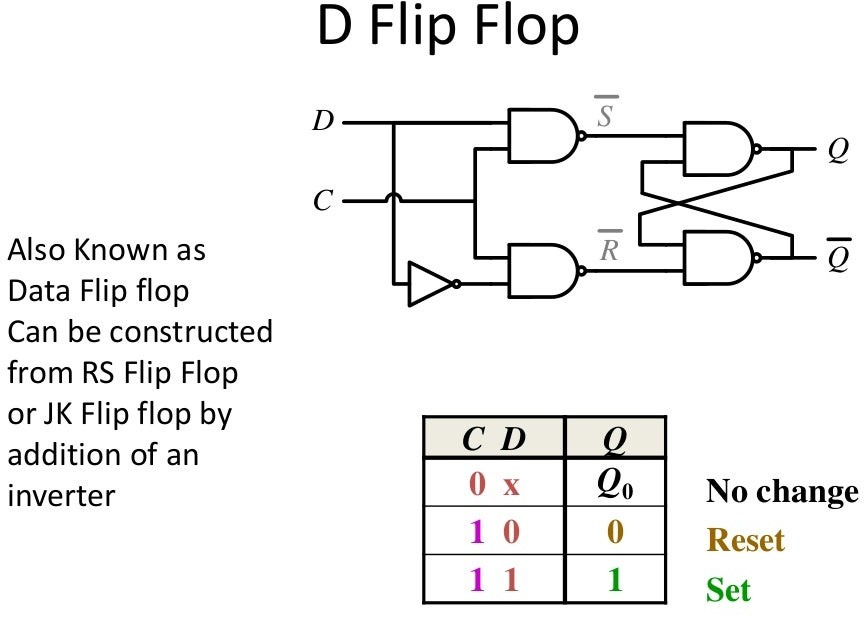 D Flip Flop
D
C
S̅
R̅
Q
Q̅
Also Known as
Data Flip flop
Can be constructed
from RS Flip Flop
or JK Flip flop by
addition of an
inverter
C D Q
0 x Q₀ No change
1 0 0 Reset
1 1 1 Set